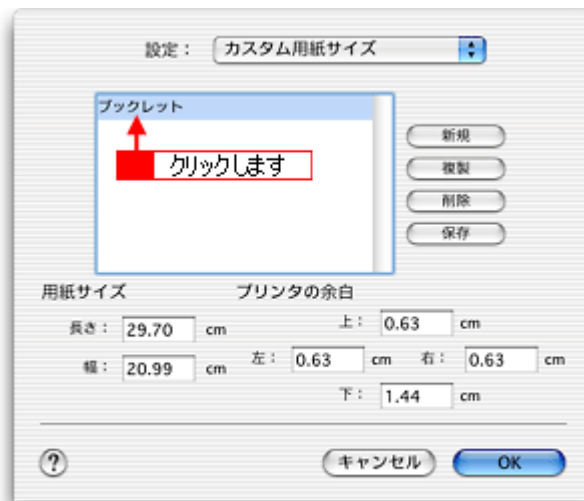 設定： カスタム用紙サイズ
ブックレット
クリックします
新規
複製
削除
保存
用紙サイズ プリンタの余白
長さ： 29.70 cm
幅： 20.99 cm
上： 0.63 cm
左： 0.63 cm 右： 0.63 cm
下： 1.44 cm
? キャンセル OK